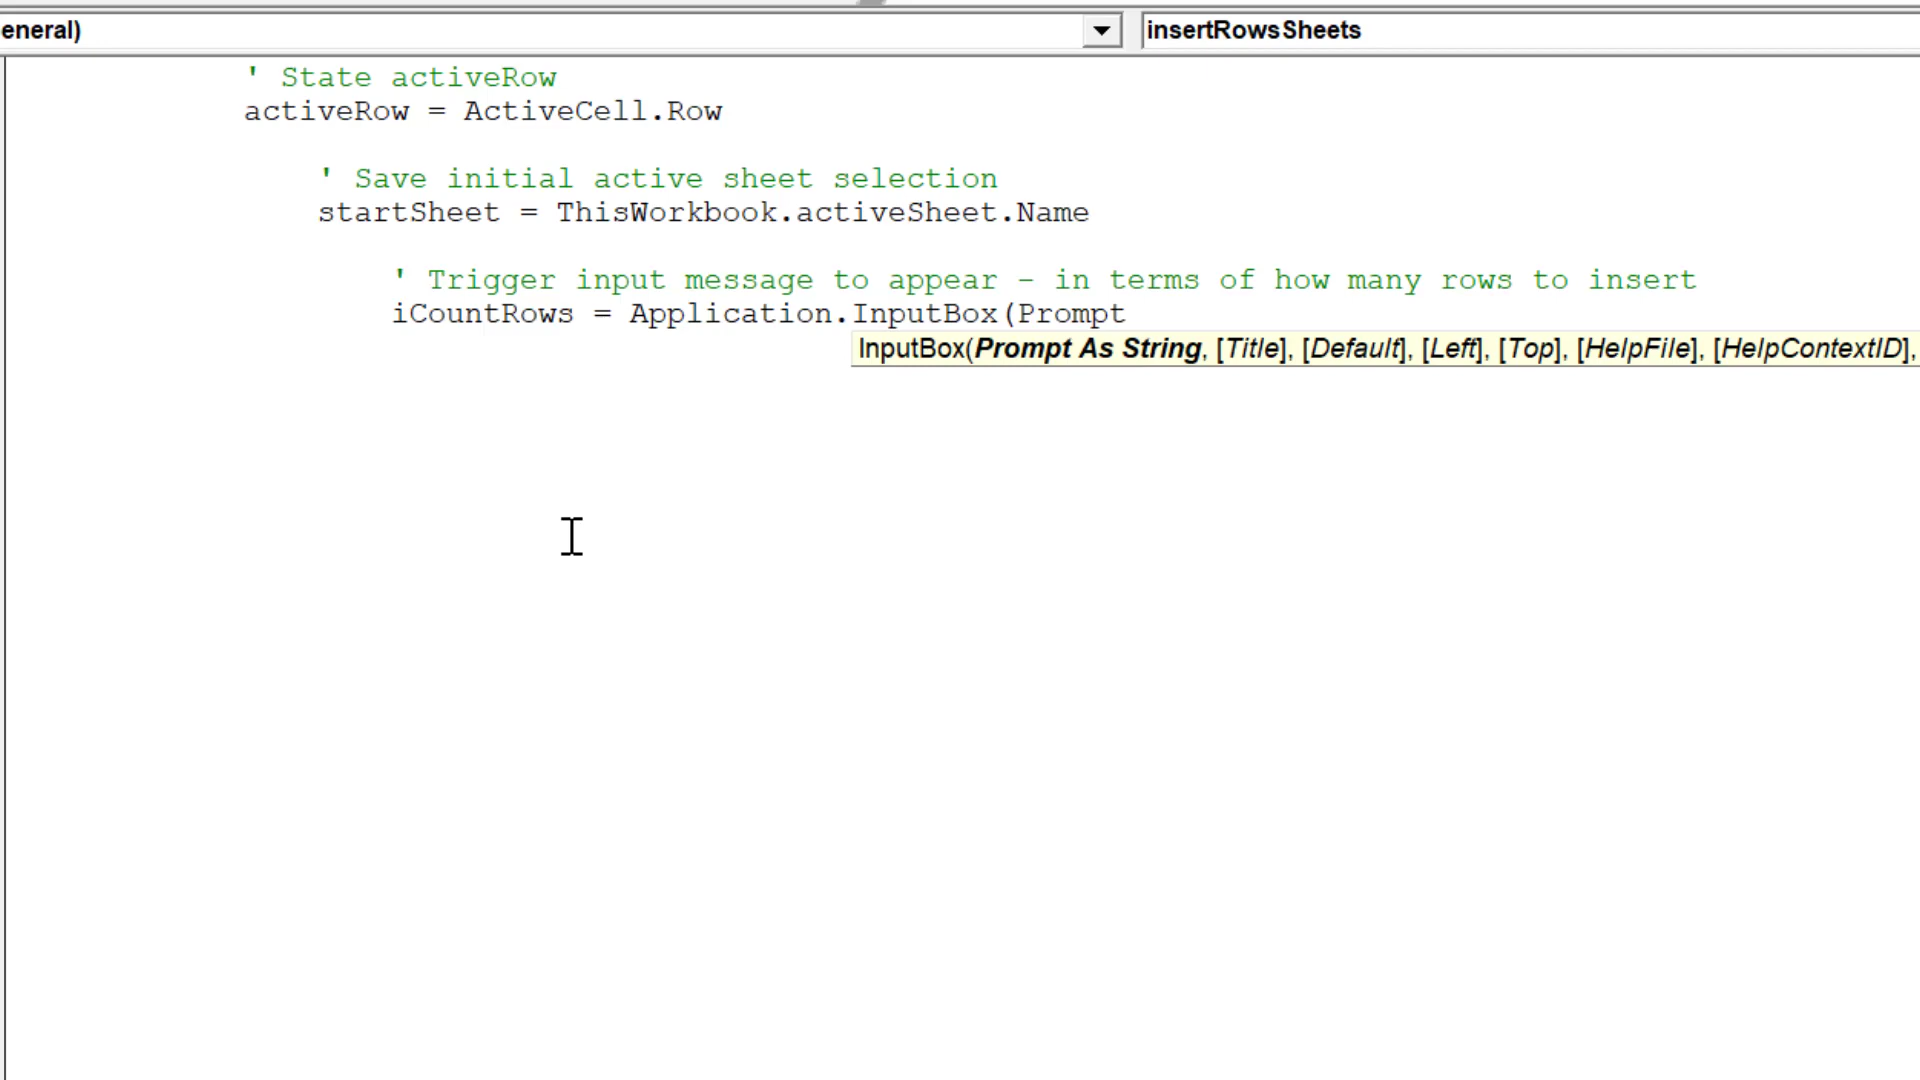 eneral)
insertRowsSheets
' State activeRow
activeRow = ActiveCell.Row
' Save initial active sheet selection
startSheet = ThisWorkbook.activeSheet.Name
' Trigger input message to appear - in terms of how many rows to insert
iCountRows = Application.InputBox(Prompt
InputBox(Prompt As String, [Title], [Default], [Left], [Top], [HelpFile], [HelpContextID],